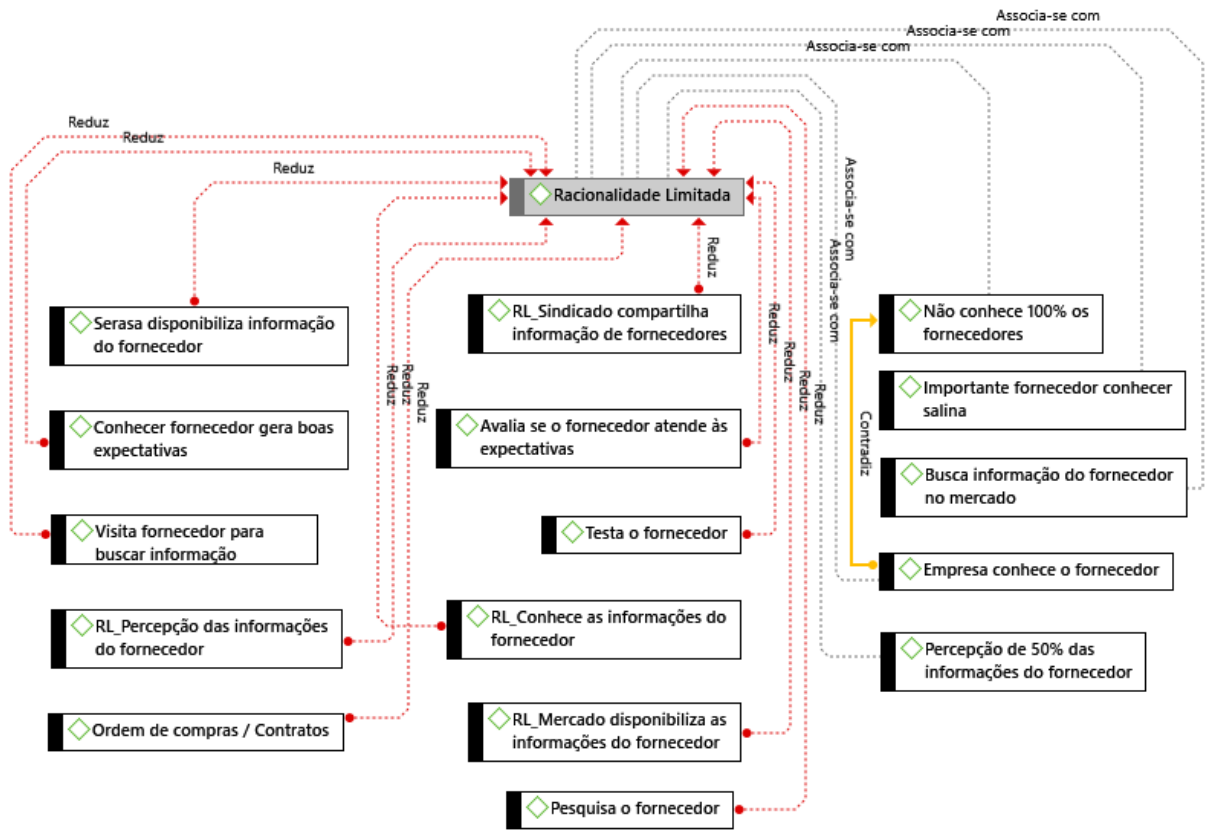 Associa-se com
Associa-se com
Associa-se com
Reduz
Reduz
Reduz
Racionalidade Limitada
Associa-se com
Associa-se com
Reduz
Reduz
Reduz
Reduz
Reduz
Reduz
Reduz
Reduz
Serasa disponibiliza informação
do fornecedor
RL_Sindicado compartilha
informação de fornecedores
Não conhece 100% os
fornecedores
Importante fornecedor conhecer
salina
Conhecer fornecedor gera boas
expectativas
Avalia se o fornecedor atende às
expectativas
Contradiz
Busca informação do fornecedor
no mercado
Visita fornecedor para
buscar informação
Testa o fornecedor
Empresa conhece o fornecedor
RL_Percepção das informações
do fornecedor
RL_Conhece as informações do
fornecedor
Percepção de 50% das
informações do fornecedor
Ordem de compras / Contratos
RL_Mercado disponibiliza as
informações do fornecedor
Pesquisa o fornecedor